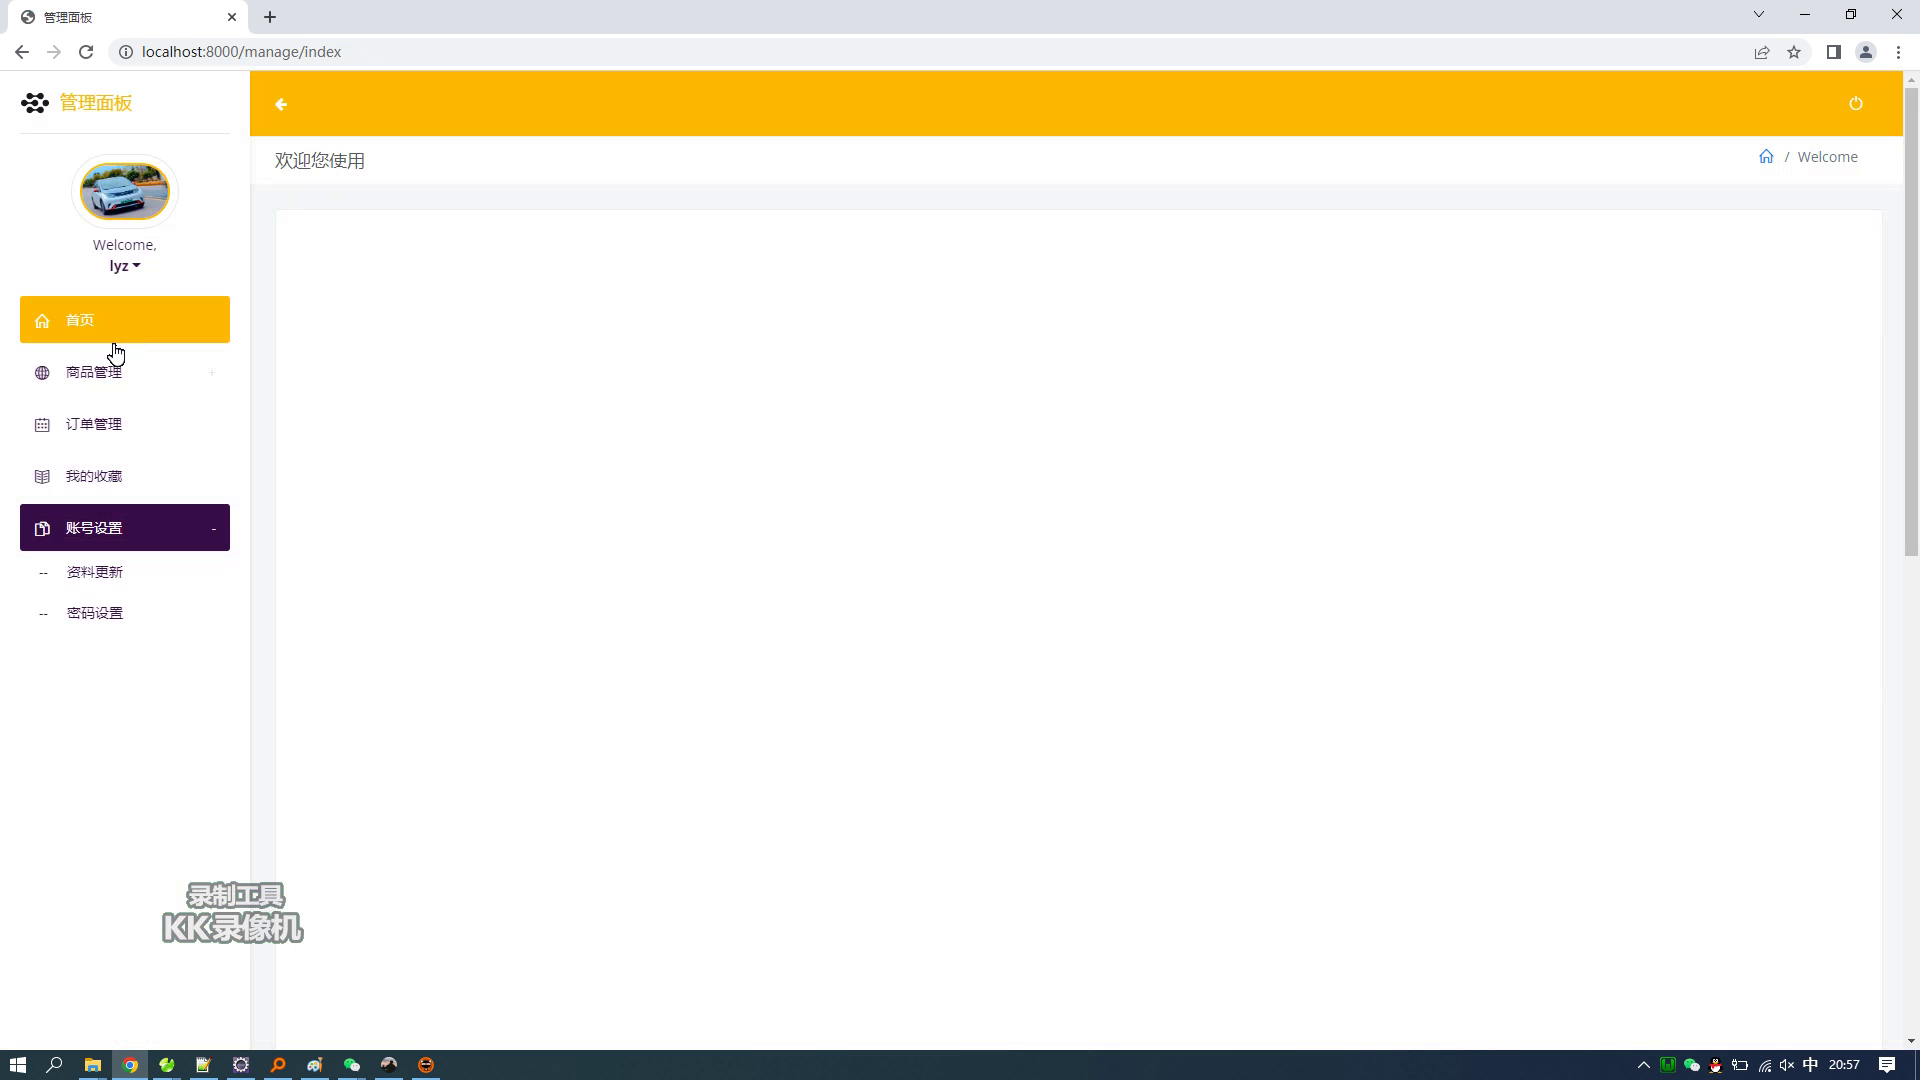 管理面板
localhost:8000/manage/index
管理面板
欢迎您使用
/ Welcome
Welcome,
lyz
首页
商品管理 +
订单管理
我的收藏
账号设置 -
-- 资料更新
-- 密码设置
录制工具
KK录像机
中 20:57